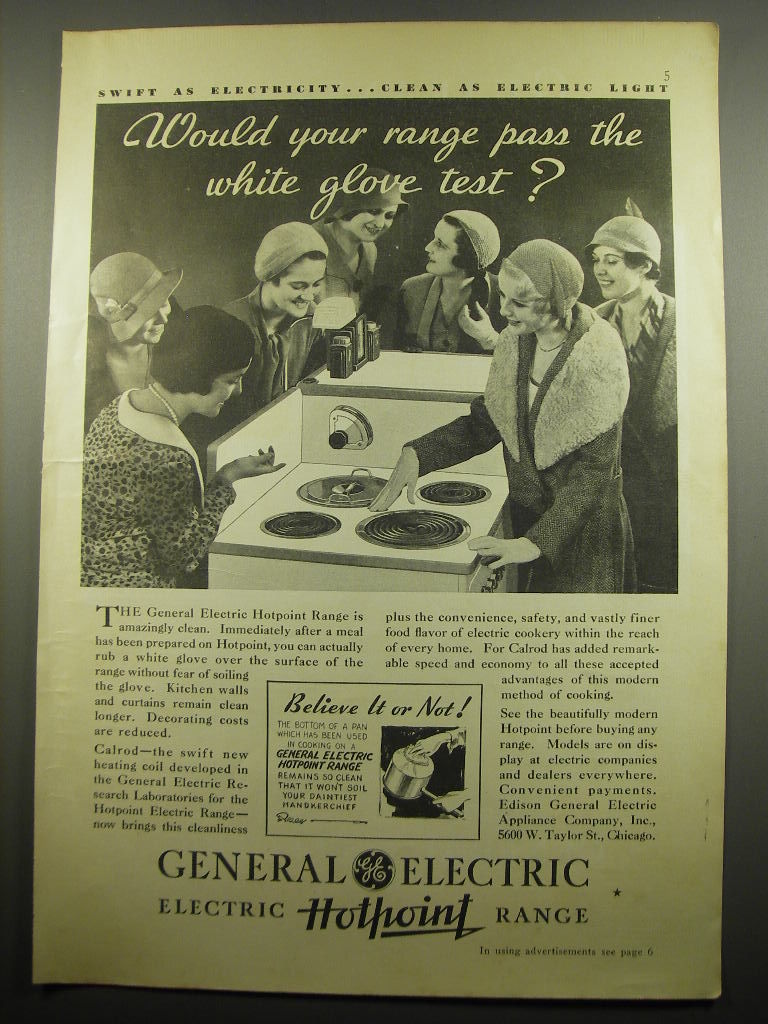 5
SWIFT AS ELECTRICITY...CLEAN AS ELECTRIC LIGHT
Would your range pass the
white glove test?
THE General Electric Hotpoint Range is
amazingly clean. Immediately after a meal
has been prepared on Hotpoint, you can actually
rub a white glove over the surface of the
range without fear of soiling
the glove. Kitchen walls
and curtains remain clean
longer. Decorating costs
are reduced.
Calrod—the swift new
heating coil developed in
the General Electric Re-
search Laboratories for the
Hotpoint Electric Range—
now brings this cleanliness
plus the convenience, safety, and vastly finer
food flavor of electric cookery within the reach
of every home. For Calrod has added remark-
able speed and economy to all these accepted
advantages of this modern
method of cooking.
See the beautifully modern
Hotpoint before buying any
range. Models are on dis-
play at electric companies
and dealers everywhere.
Convenient payments.
Edison General Electric
Appliance Company, Inc.,
5600 W. Taylor St., Chicago.
Believe It or Not!
THE BOTTOM OF A PAN
WHICH HAS BEEN USED
IN COOKING ON A
GENERAL ELECTRIC
HOTPOINT RANGE
REMAINS SO CLEAN
THAT IT WON'T SOIL
YOUR DAINTIEST
HANDKERCHIEF
Ripley
GENERAL GE ELECTRIC
ELECTRIC Hotpoint RANGE
In using advertisements see page 6